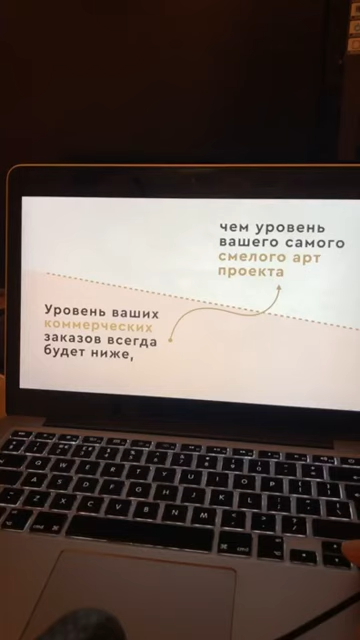 Уровень ваших
коммерческих
заказов всегда
будет ниже,
чем уровень
вашего самого
смелого арт
проекта